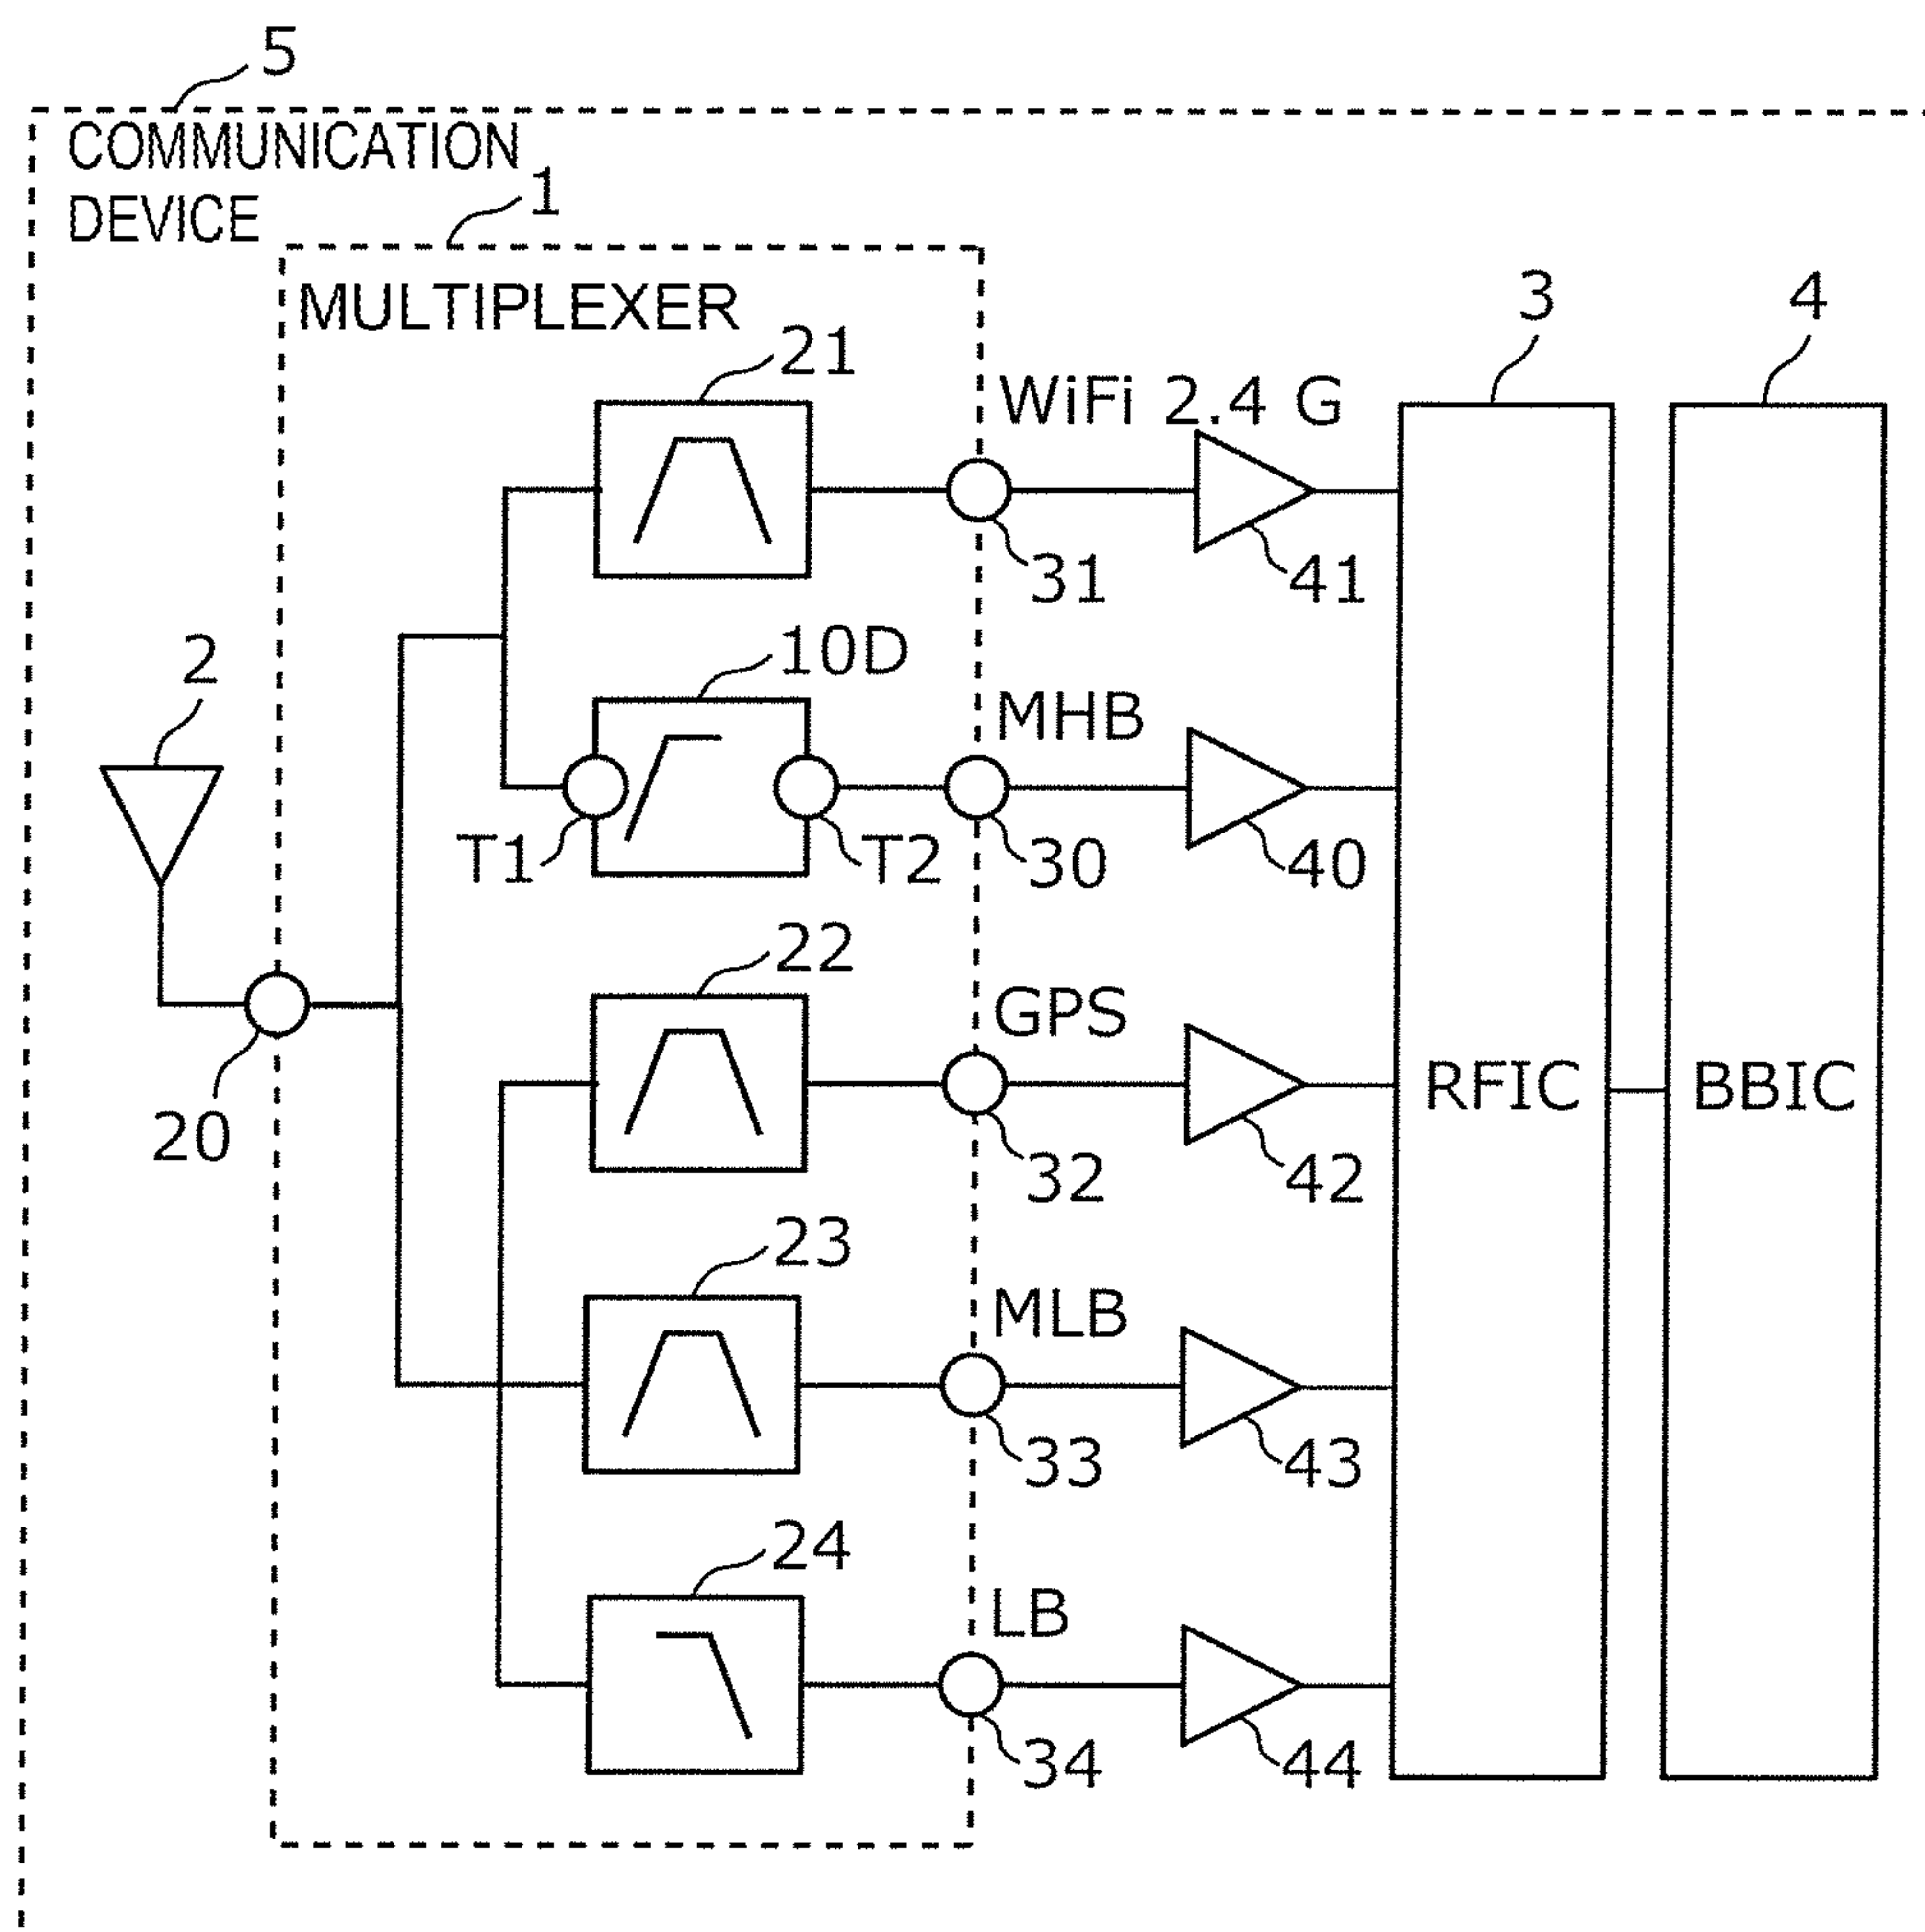 5
COMMUNICATION
DEVICE
1
MULTIPLEXER
21
WiFi 2.4 G
3
4
31
41
2
10D
MHB
T1
T2
30
40
22
GPS
20
RFIC
BBIC
32
42
23
MLB
33
43
24
LB
34
44